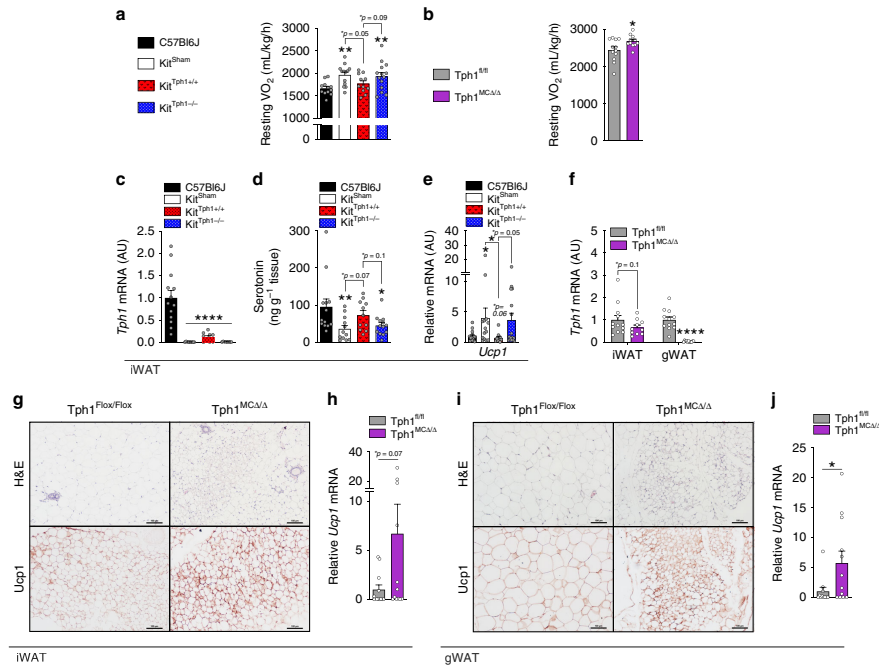 a
C57Bl6J
Kit^Sham
Kit^Tph1+/+
Kit^Tph1−/−
Resting VO₂ (mL/kg/h)
3000
2500
2000
1500
1000
0
*p = 0.09
*p = 0.05
★★
★★
b
Tph1^fl/fl
Tph1^MCΔ/Δ
Resting VO₂ (mL/kg/h)
3000
2000
1000
0
★
c
C57Bl6J
Kit^Sham
Kit^Tph1+/+
Kit^Tph1−/−
Tph1 mRNA (AU)
2.5
2.0
1.5
1.0
0.5
0.0
★★★★
d
C57Bl6J
Kit^Sham
Kit^Tph1+/+
Kit^Tph1−/−
Serotonin
(ng g⁻¹ tissue)
300
200
100
0
*p = 0.1
*p = 0.07
★★
★
e
C57Bl6J
Kit^Sham
Kit^Tph1+/+
Kit^Tph1−/−
Relative mRNA (AU)
40
30
20
10
5
0
*p = 0.05
★
★
*p =
0.06
Ucp1
iWAT
f
Tph1^fl/fl
Tph1^MCΔ/Δ
Tph1 mRNA (AU)
5
4
3
2
1
0
*p = 0.1
★★★★
iWAT
gWAT
g
Tph1^Flox/Flox
Tph1^MCΔ/Δ
H&E
Ucp1
iWAT
h
Tph1^fl/fl
Tph1^MCΔ/Δ
Relative Ucp1 mRNA
40
30
20
10
5
0
*p = 0.07
i
Tph1^Flox/Flox
Tph1^MCΔ/Δ
H&E
Ucp1
gWAT
j
Tph1^fl/fl
Tph1^MCΔ/Δ
Relative Ucp1 mRNA
25
20
15
10
5
0
★